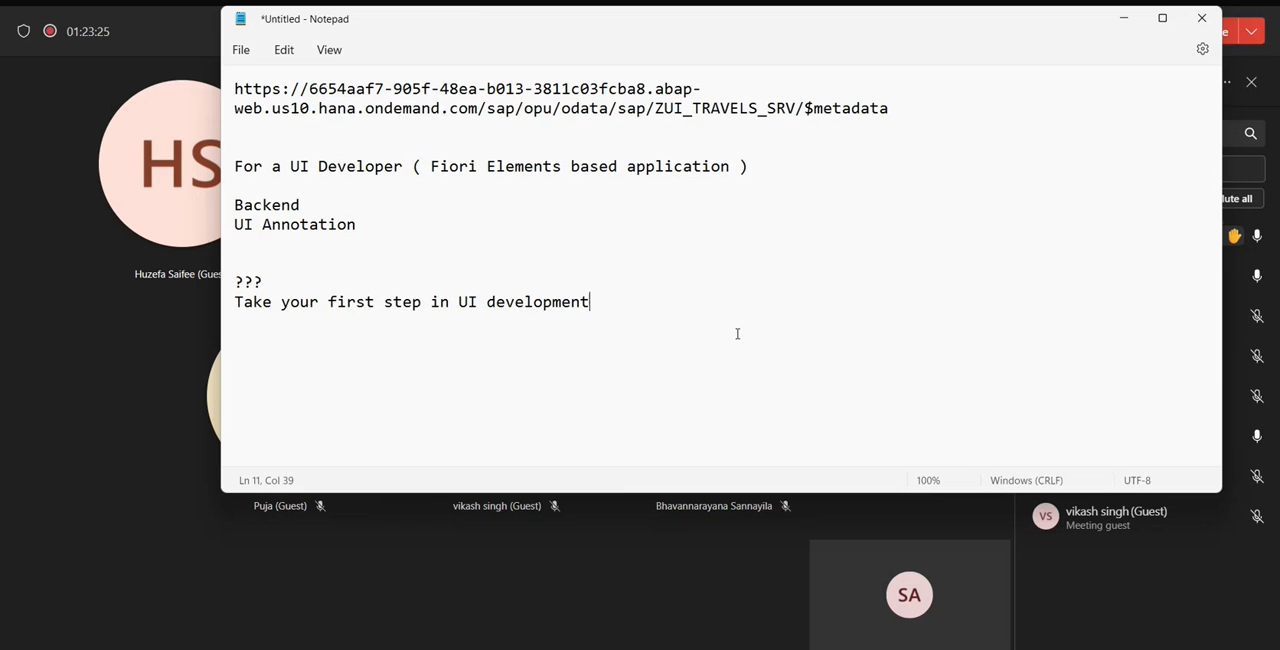 *Untitled - Notepad
01:23:25
File Edit View
https://6654aaf7-905f-48ea-b013-3811c03fcba8.abap-
web.us10.hana.ondemand.com/sap/opu/odata/sap/ZUI_TRAVELS_SRV/$metadata
For a UI Developer ( Fiori Elements based application )
Backend
UI Annotation
???
Take your first step in UI development
HS
Huzefa Saifee (Gues
ute all
Ln 11, Col 39
100%
Windows (CRLF)
UTF-8
Puja (Guest)
vikash singh (Guest)
Bhavannarayana Sannayila
VS
vikash singh (Guest)
Meeting guest
SA